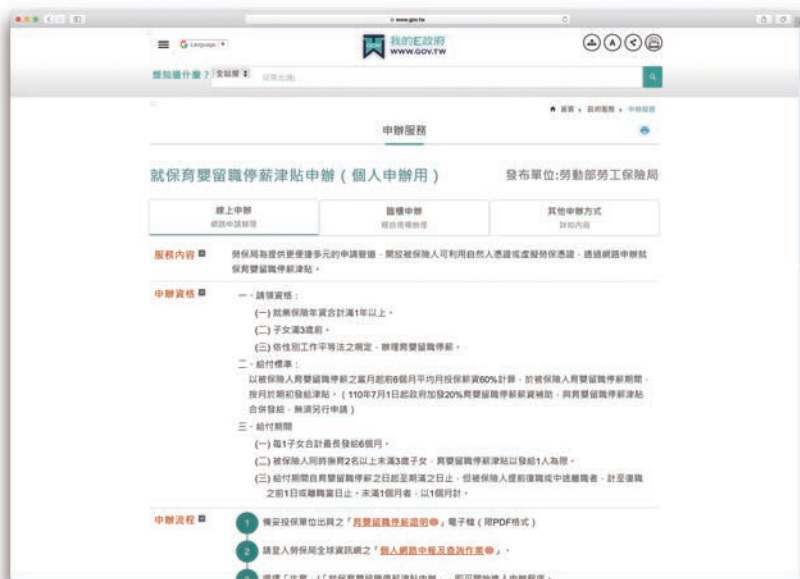 www.gov.tw
Language
我的E政府
WWW.GOV.TW
想知道什麼？
全站搜
首頁
我的服務
申辦服務
申辦服務
就保育嬰留職停薪津貼申辦（個人申辦用）
發布單位:勞動部勞工保險局
線上申辦
網路申請辦理
臨櫃申辦
親自現場辦理
其他申辦方式
詳如內容
服務內容
勞保局為提供更便捷多元的申請管道，開放被保險人可利用自然人憑證或虛擬勞保憑證，透過網路申辦就
保育嬰留職停薪津貼。
申辦資格
一、請領資格：
(一) 就業保險年資合計滿1年以上。
(二) 子女滿3歲前。
(三) 依性別工作平等法之規定，辦理育嬰留職停薪。
二、給付標準：
以被保險人育嬰留職停薪之當月起前6個月平均月投保薪資60%計算，於被保險人育嬰留職停薪期間，
按月於期初發給津貼。（110年7月1日起政府加發20%育嬰留職停薪薪資補助，與育嬰留職停薪津貼
合併發給，無須另行申請）
三、給付期間
(一) 每1子女合計最長發給6個月。
(二) 被保險人同時撫育2名以上未滿3歲子女，育嬰留職停薪津貼以發給1人為限。
(三) 給付期間自育嬰留職停薪之日起至期滿之日止。但被保險人提前復職或中途離職者，計至復職
之前1日或離職當日止。未滿1個月者，以1個月計。
申辦流程
1 備妥投保單位出具之「育嬰留職停薪證明」電子檔（限PDF格式）
2 請登入勞保局全球資訊網之「個人網路申報及查詢作業」。